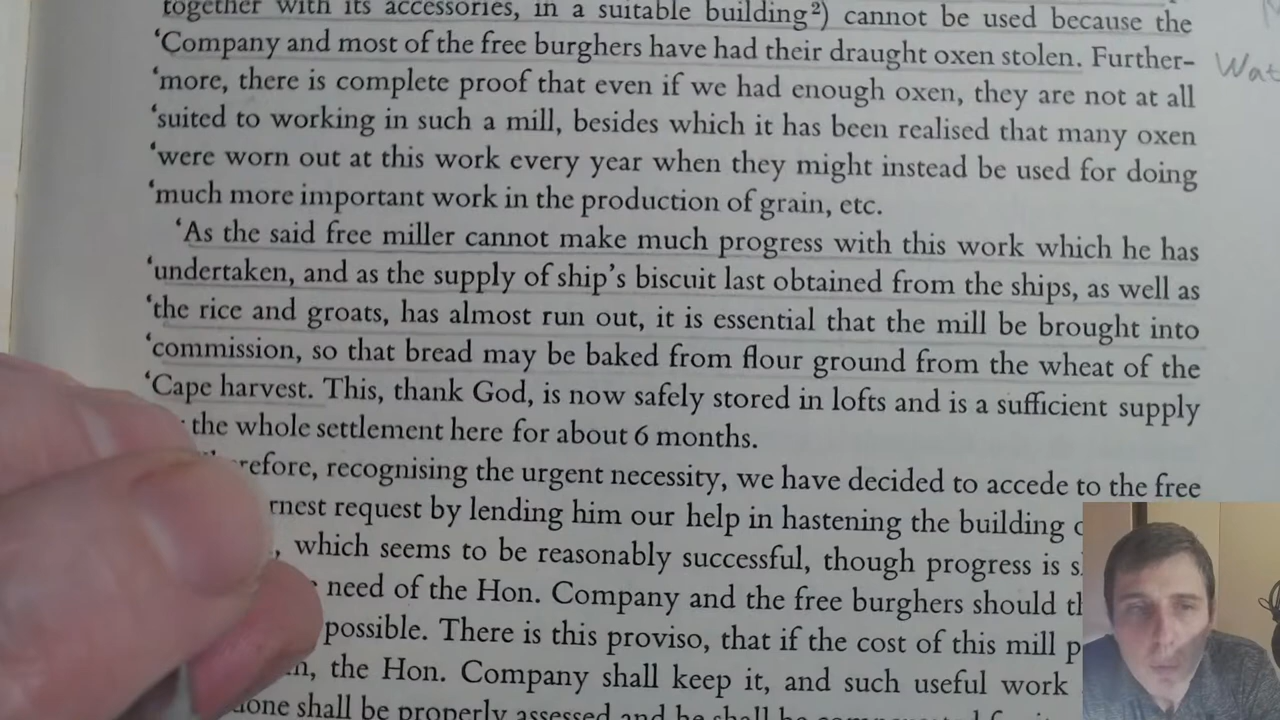 together with its accessories, in a suitable building²) cannot be used because the
‘Company and most of the free burghers have had their draught oxen stolen. Further-
‘more, there is complete proof that even if we had enough oxen, they are not at all
‘suited to working in such a mill, besides which it has been realised that many oxen
‘were worn out at this work every year when they might instead be used for doing
‘much more important work in the production of grain, etc.
‘As the said free miller cannot make much progress with this work which he has
‘undertaken, and as the supply of ship’s biscuit last obtained from the ships, as well as
‘the rice and groats, has almost run out, it is essential that the mill be brought into
‘commission, so that bread may be baked from flour ground from the wheat of the
‘Cape harvest. This, thank God, is now safely stored in lofts and is a sufficient supply
the whole settlement here for about 6 months.
refore, recognising the urgent necessity, we have decided to accede to the free
rnest request by lending him our help in hastening the building
, which seems to be reasonably successful, though progress is
need of the Hon. Company and the free burghers should
possible. There is this proviso, that if the cost of this mill
, the Hon. Company shall keep it, and such useful work
done shall be properly assessed and he shall be
Wat